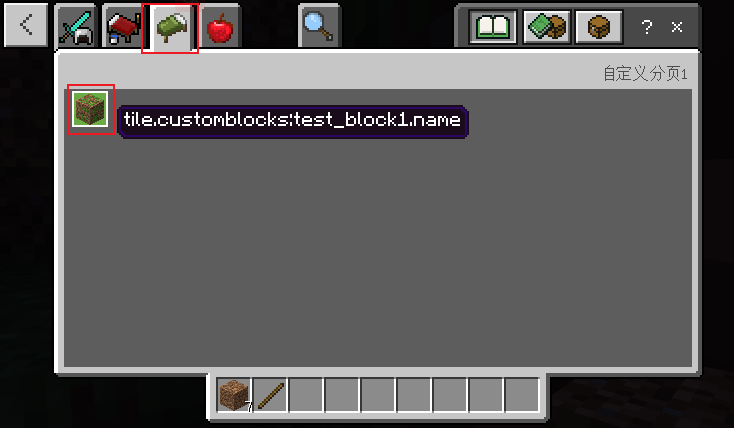 ? ×
自定义分页1
tile.customblocks:test_block1.name
7